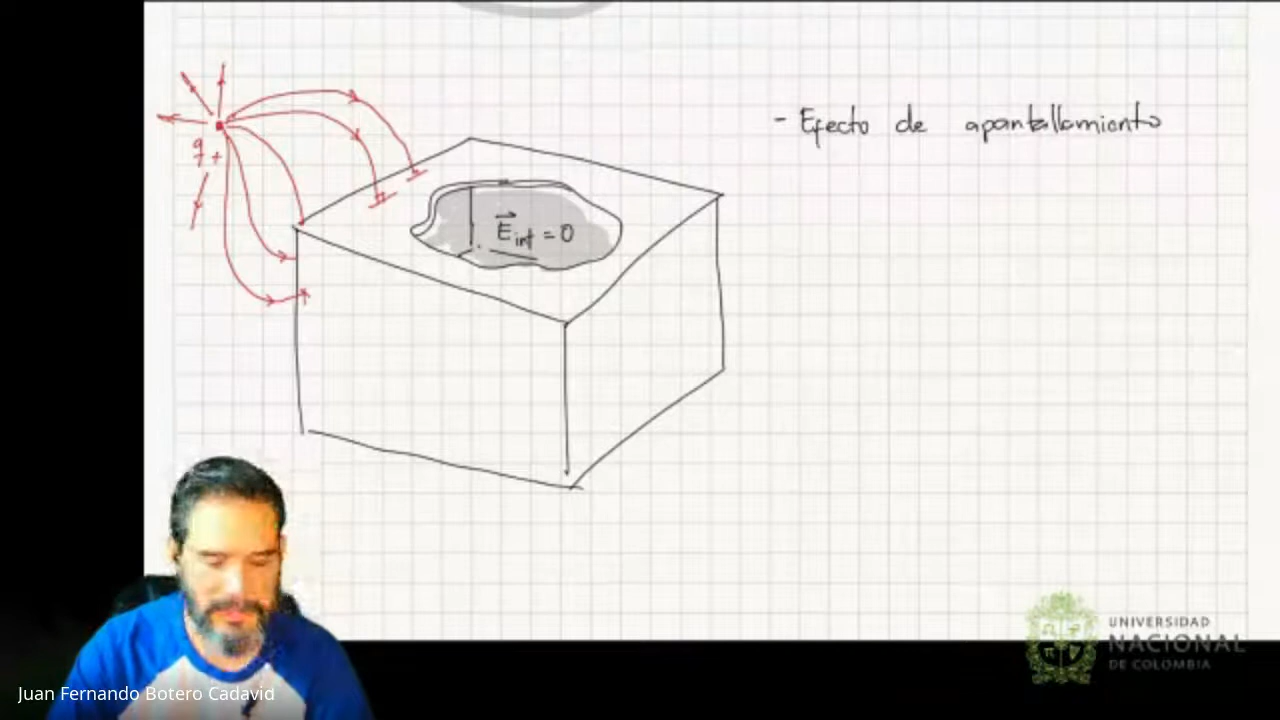 - Efecto de apantallamiento
q+
E⃗int = 0
Juan Fernando Botero Cadavid
UNIVERSIDAD
NACIONAL
DE COLOMBIA